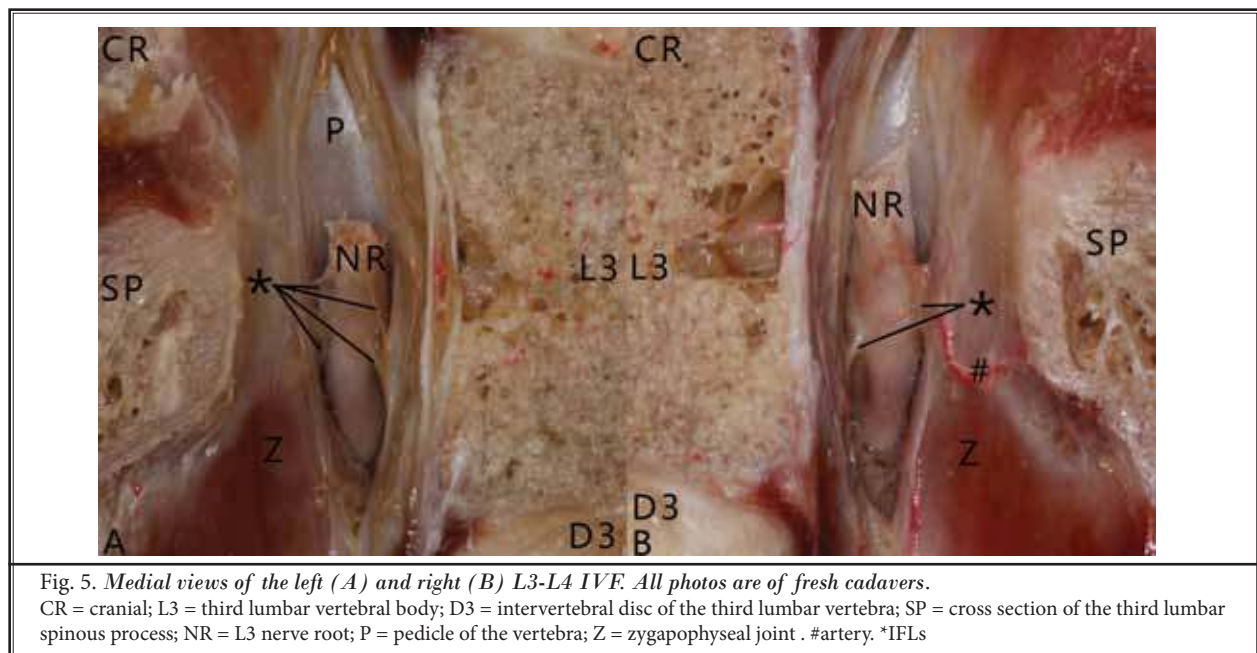 CR
CR
P
NR
NR
SP
*
L3
L3
*
SP
#
Z
Z
D3
D3
A
B
Fig. 5. Medial views of the left (A) and right (B) L3-L4 IVF. All photos are of fresh cadavers.
CR = cranial; L3 = third lumbar vertebral body; D3 = intervertebral disc of the third lumbar vertebra; SP = cross section of the third lumbar
spinous process; NR = L3 nerve root; P = pedicle of the vertebra; Z = zygapophyseal joint . #artery. *IFLs